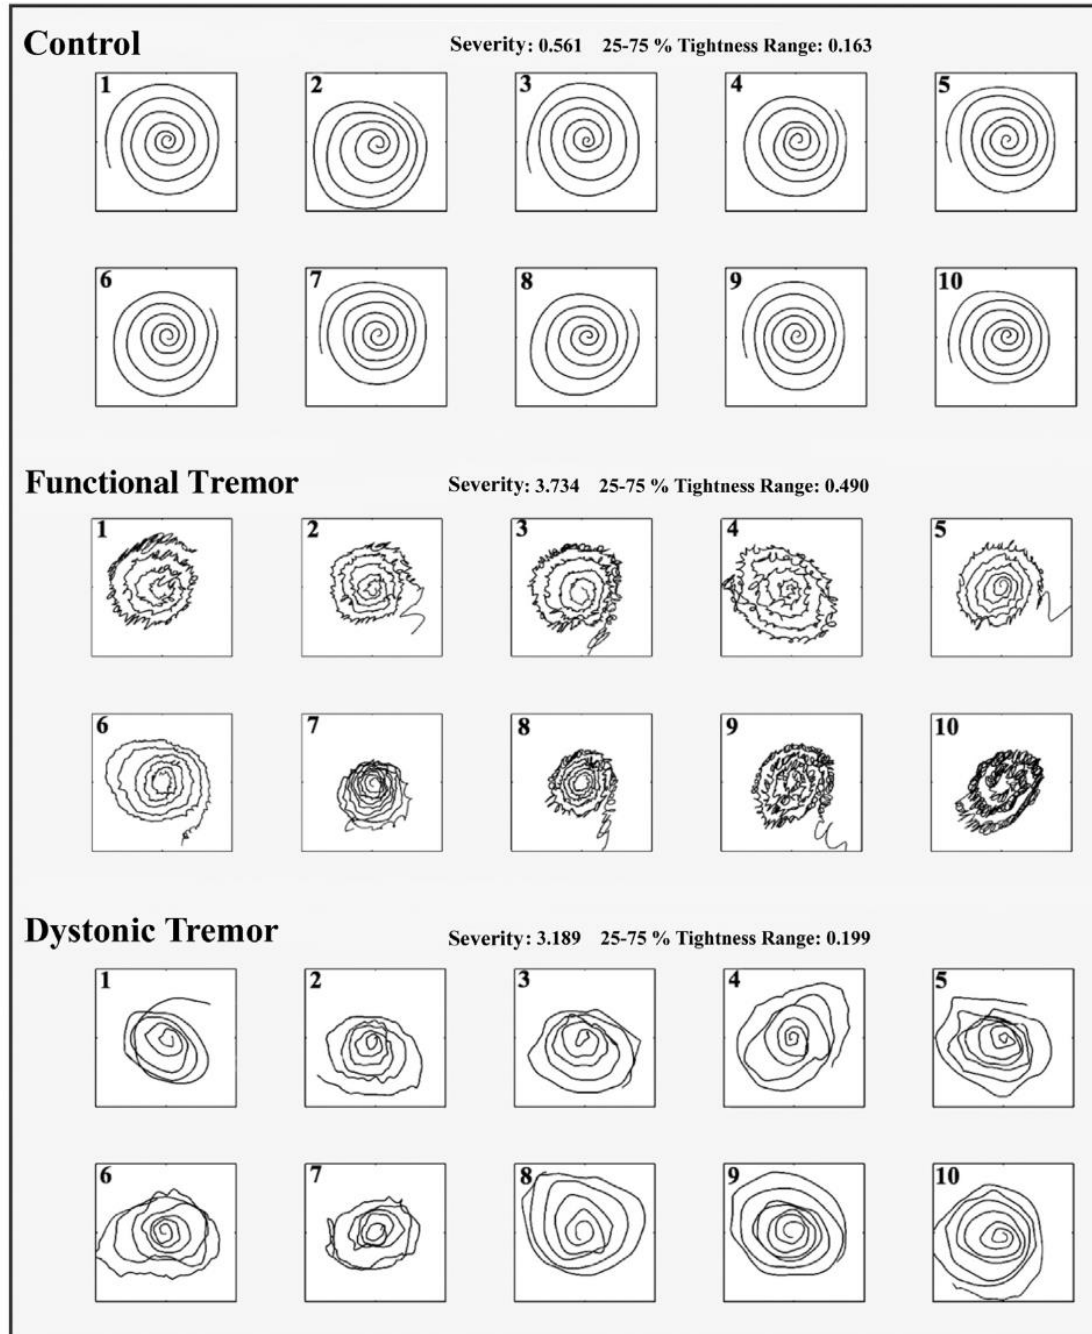 Control
Severity: 0.561 25-75 % Tightness Range: 0.163
1 2 3 4 5
6 7 8 9 10
Functional Tremor
Severity: 3.734 25-75 % Tightness Range: 0.490
1 2 3 4 5
6 7 8 9 10
Dystonic Tremor
Severity: 3.189 25-75 % Tightness Range: 0.199
1 2 3 4 5
6 7 8 9 10